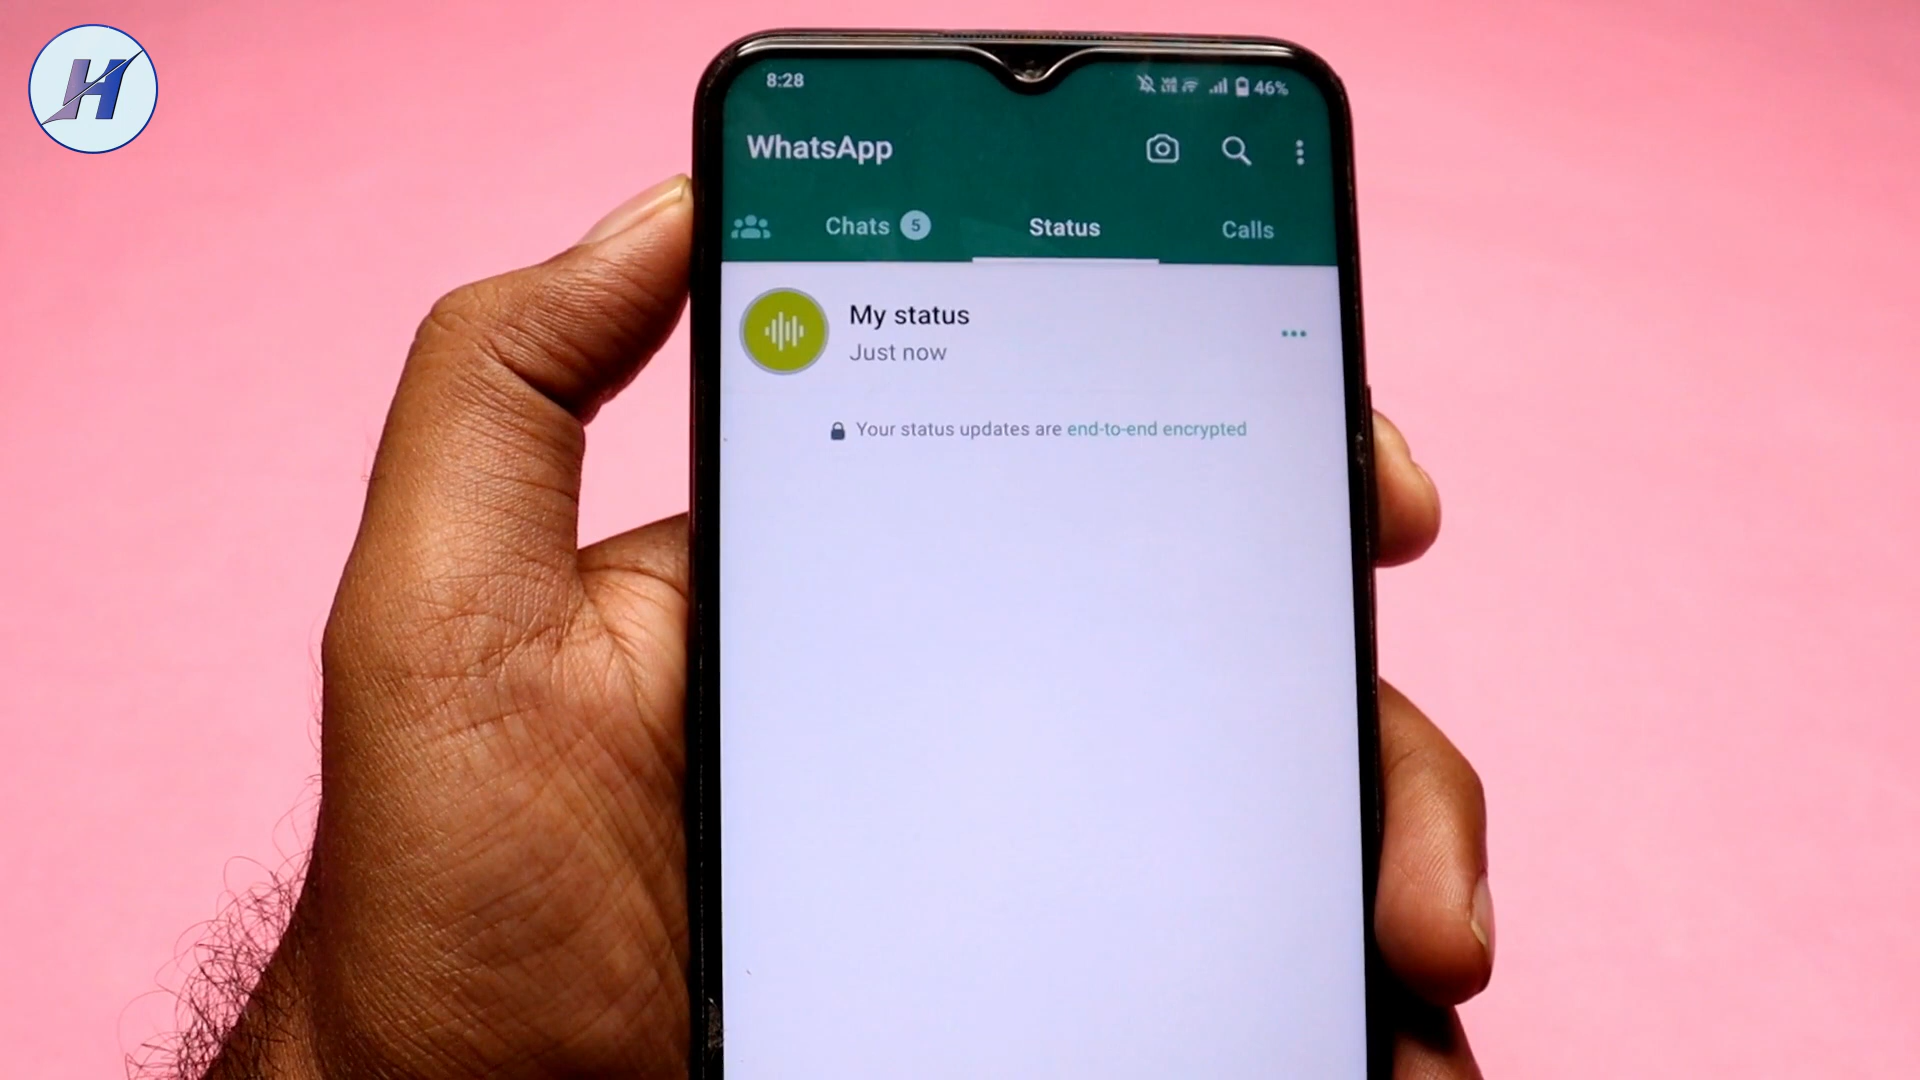 H
8:28
46%
WhatsApp
Chats 5
Status
Calls
My status
Just now
Your status updates are end-to-end encrypted